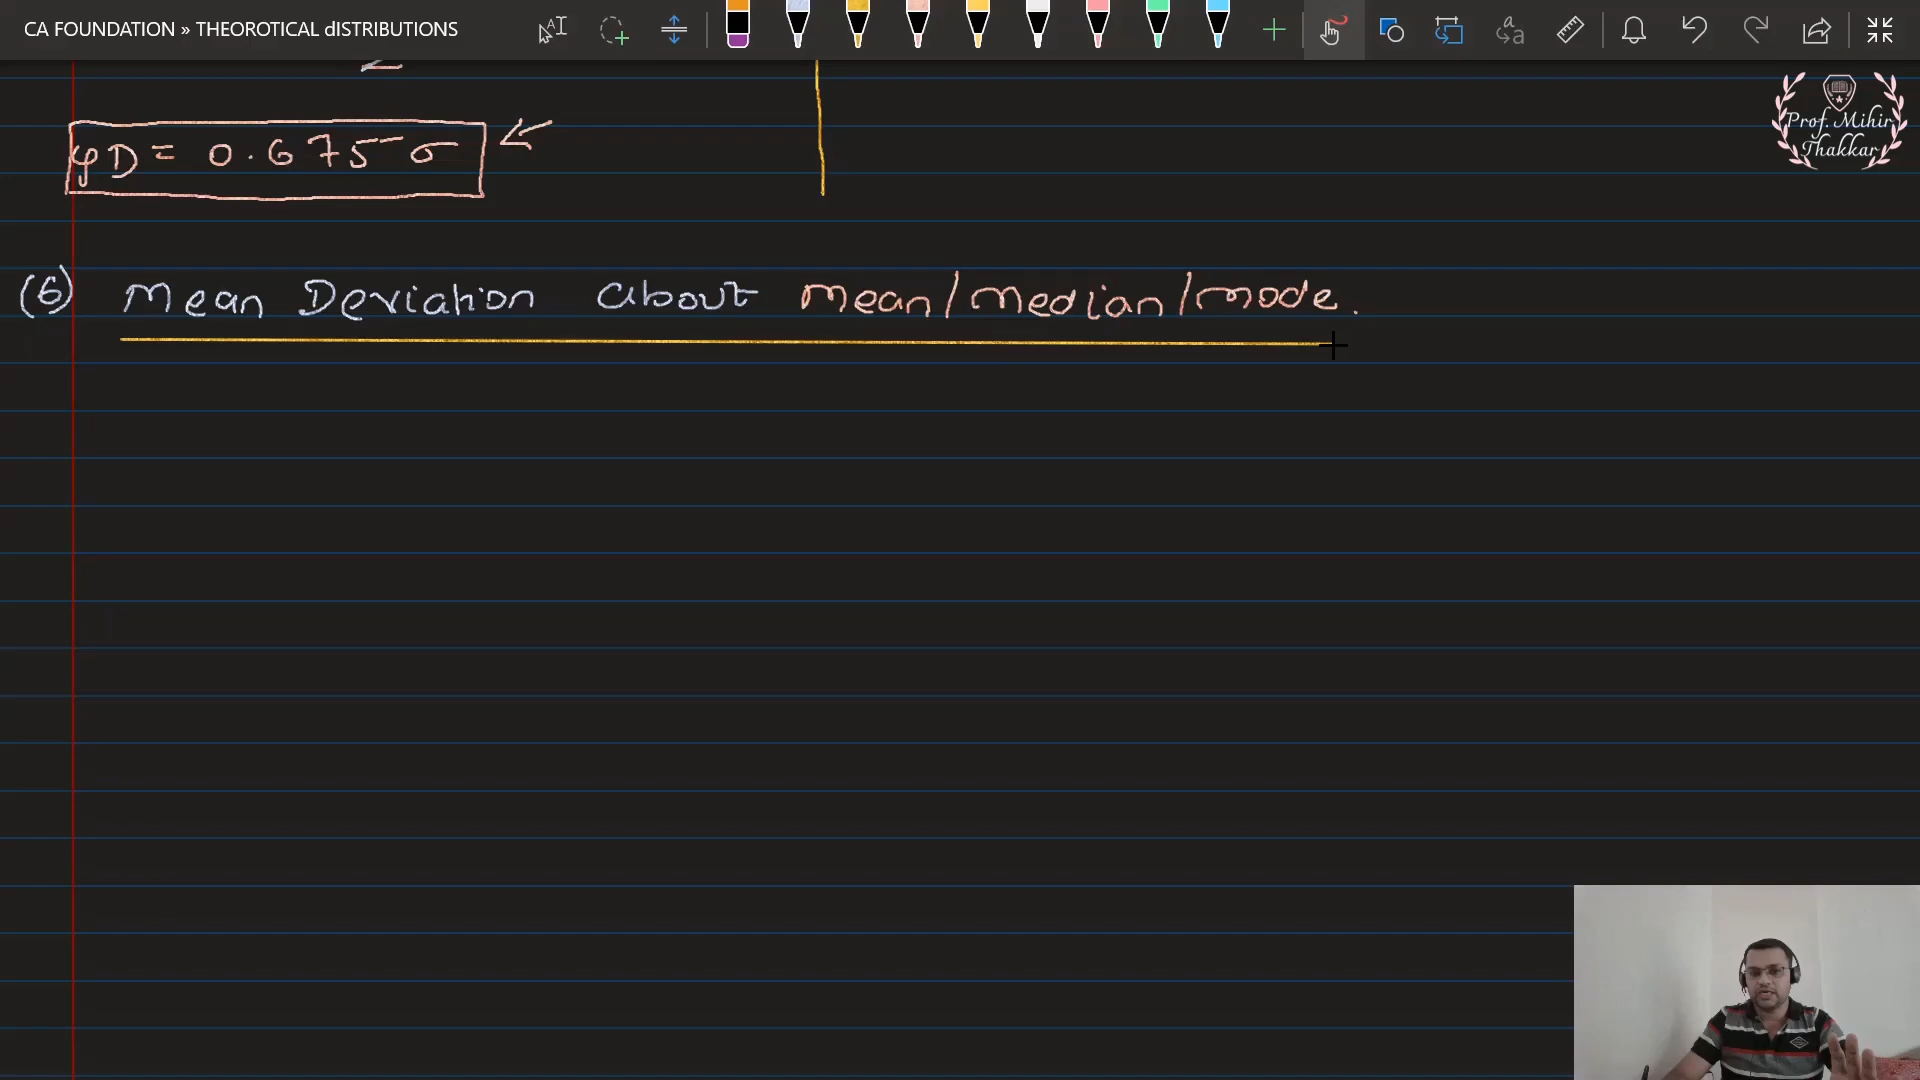 CA FOUNDATION » THEOROTICAL dISTRIBUTIONS
Prof. Mihir
Thakkar
QD = 0.675 σ
(6) Mean Deviation About Mean/Median/Mode.